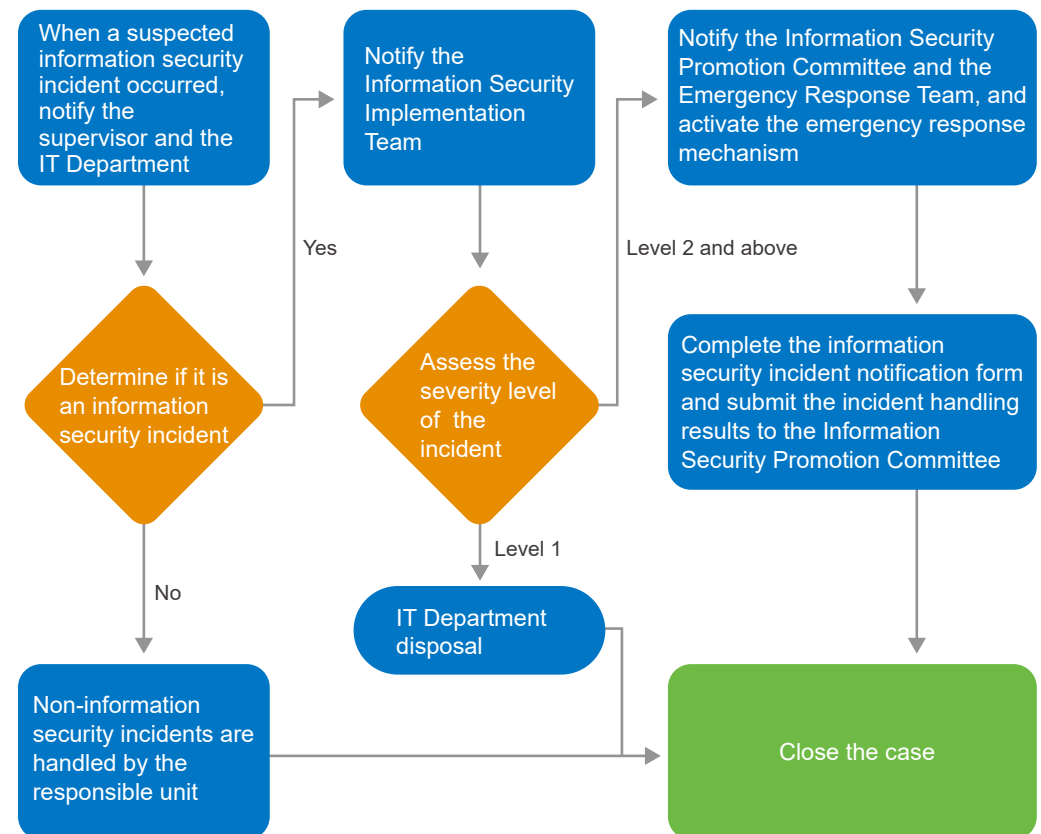 When a suspected
information security
incident occurred,
notify the
supervisor and the
IT Department
Notify the
Information Security
Implementation
Team
Notify the Information Security
Promotion Committee and the
Emergency Response Team, and
activate the emergency response
mechanism
Yes
Level 2 and above
Determine if it is
an information
security incident
Assess the
severity level
of the
incident
Complete the information
security incident notification form
and submit the incident handling
results to the Information
Security Promotion Committee
Level 1
No
IT Department
disposal
Non-information
security incidents are
handled by the
responsible unit
Close the case